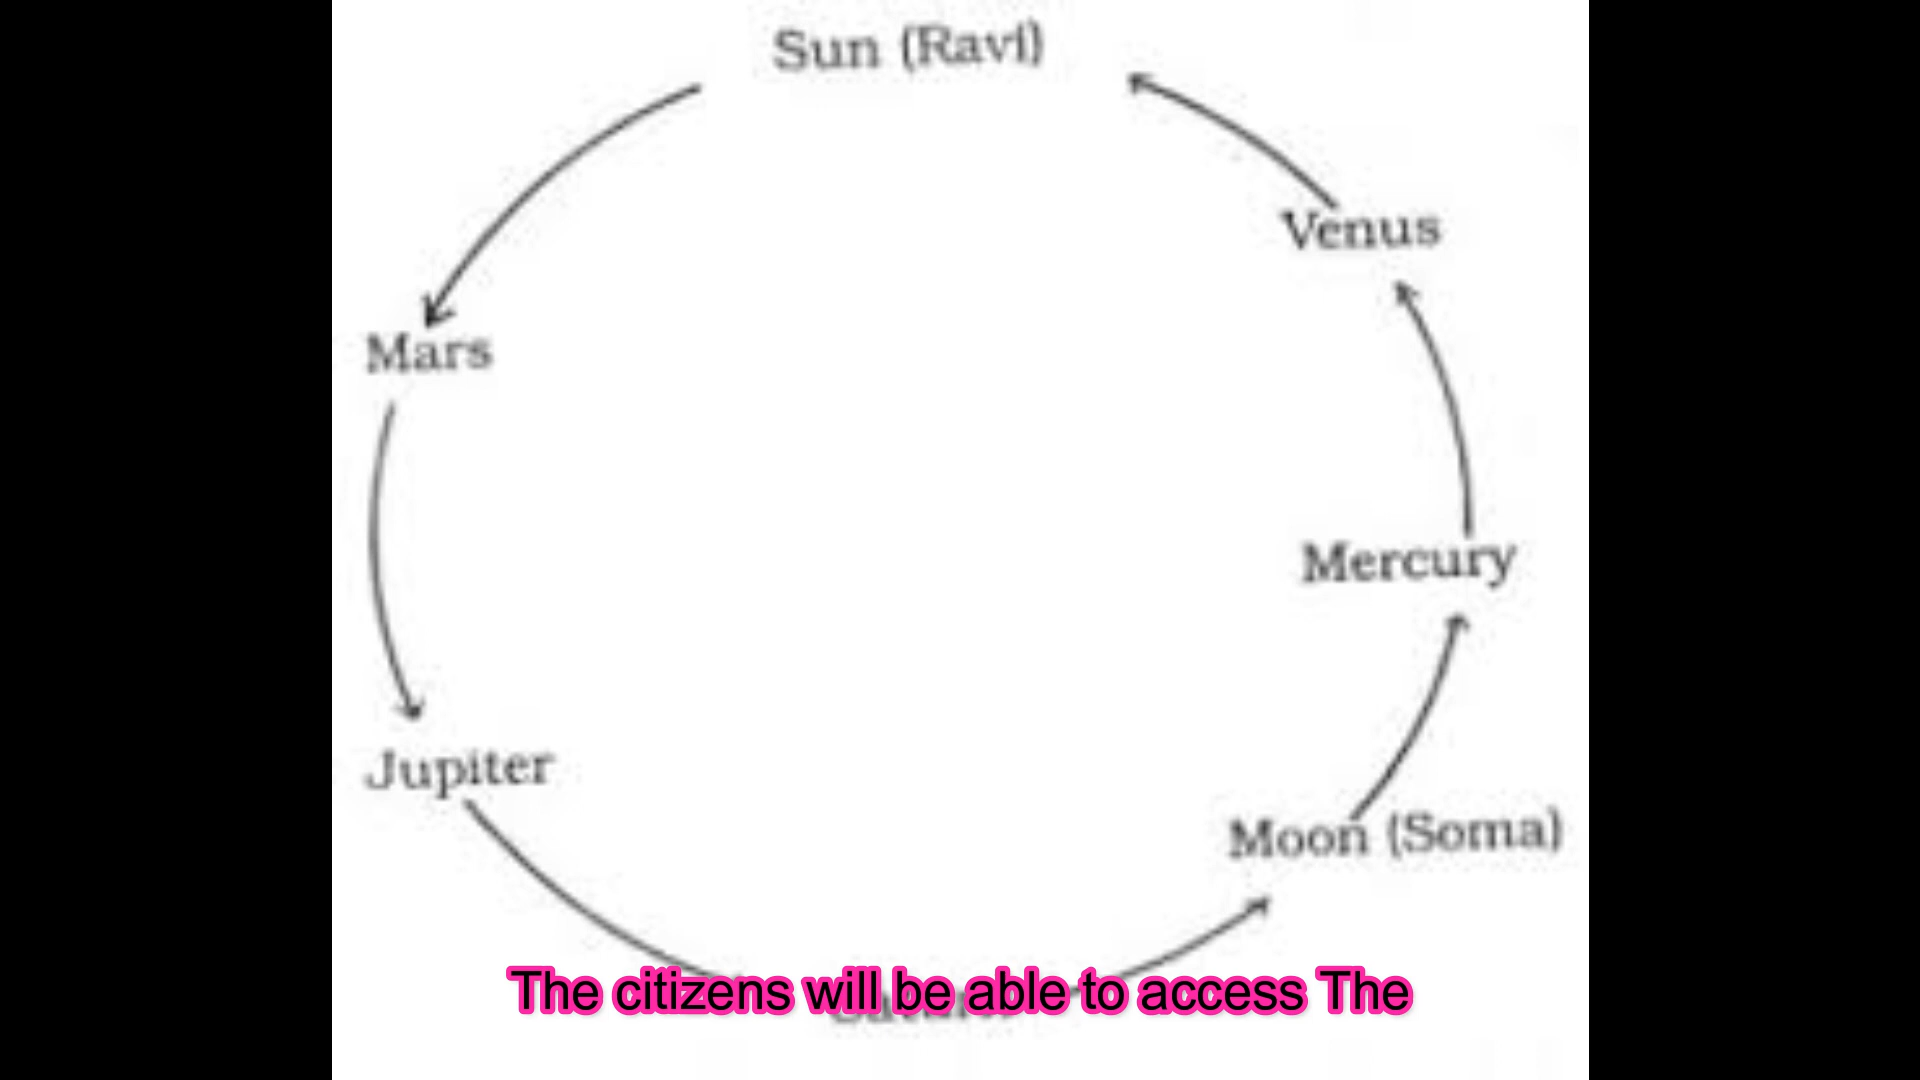 Sun (Ravi)
Venus
Mars
Mercury
Jupiter
Moon (Soma)
The citizens will be able to access The